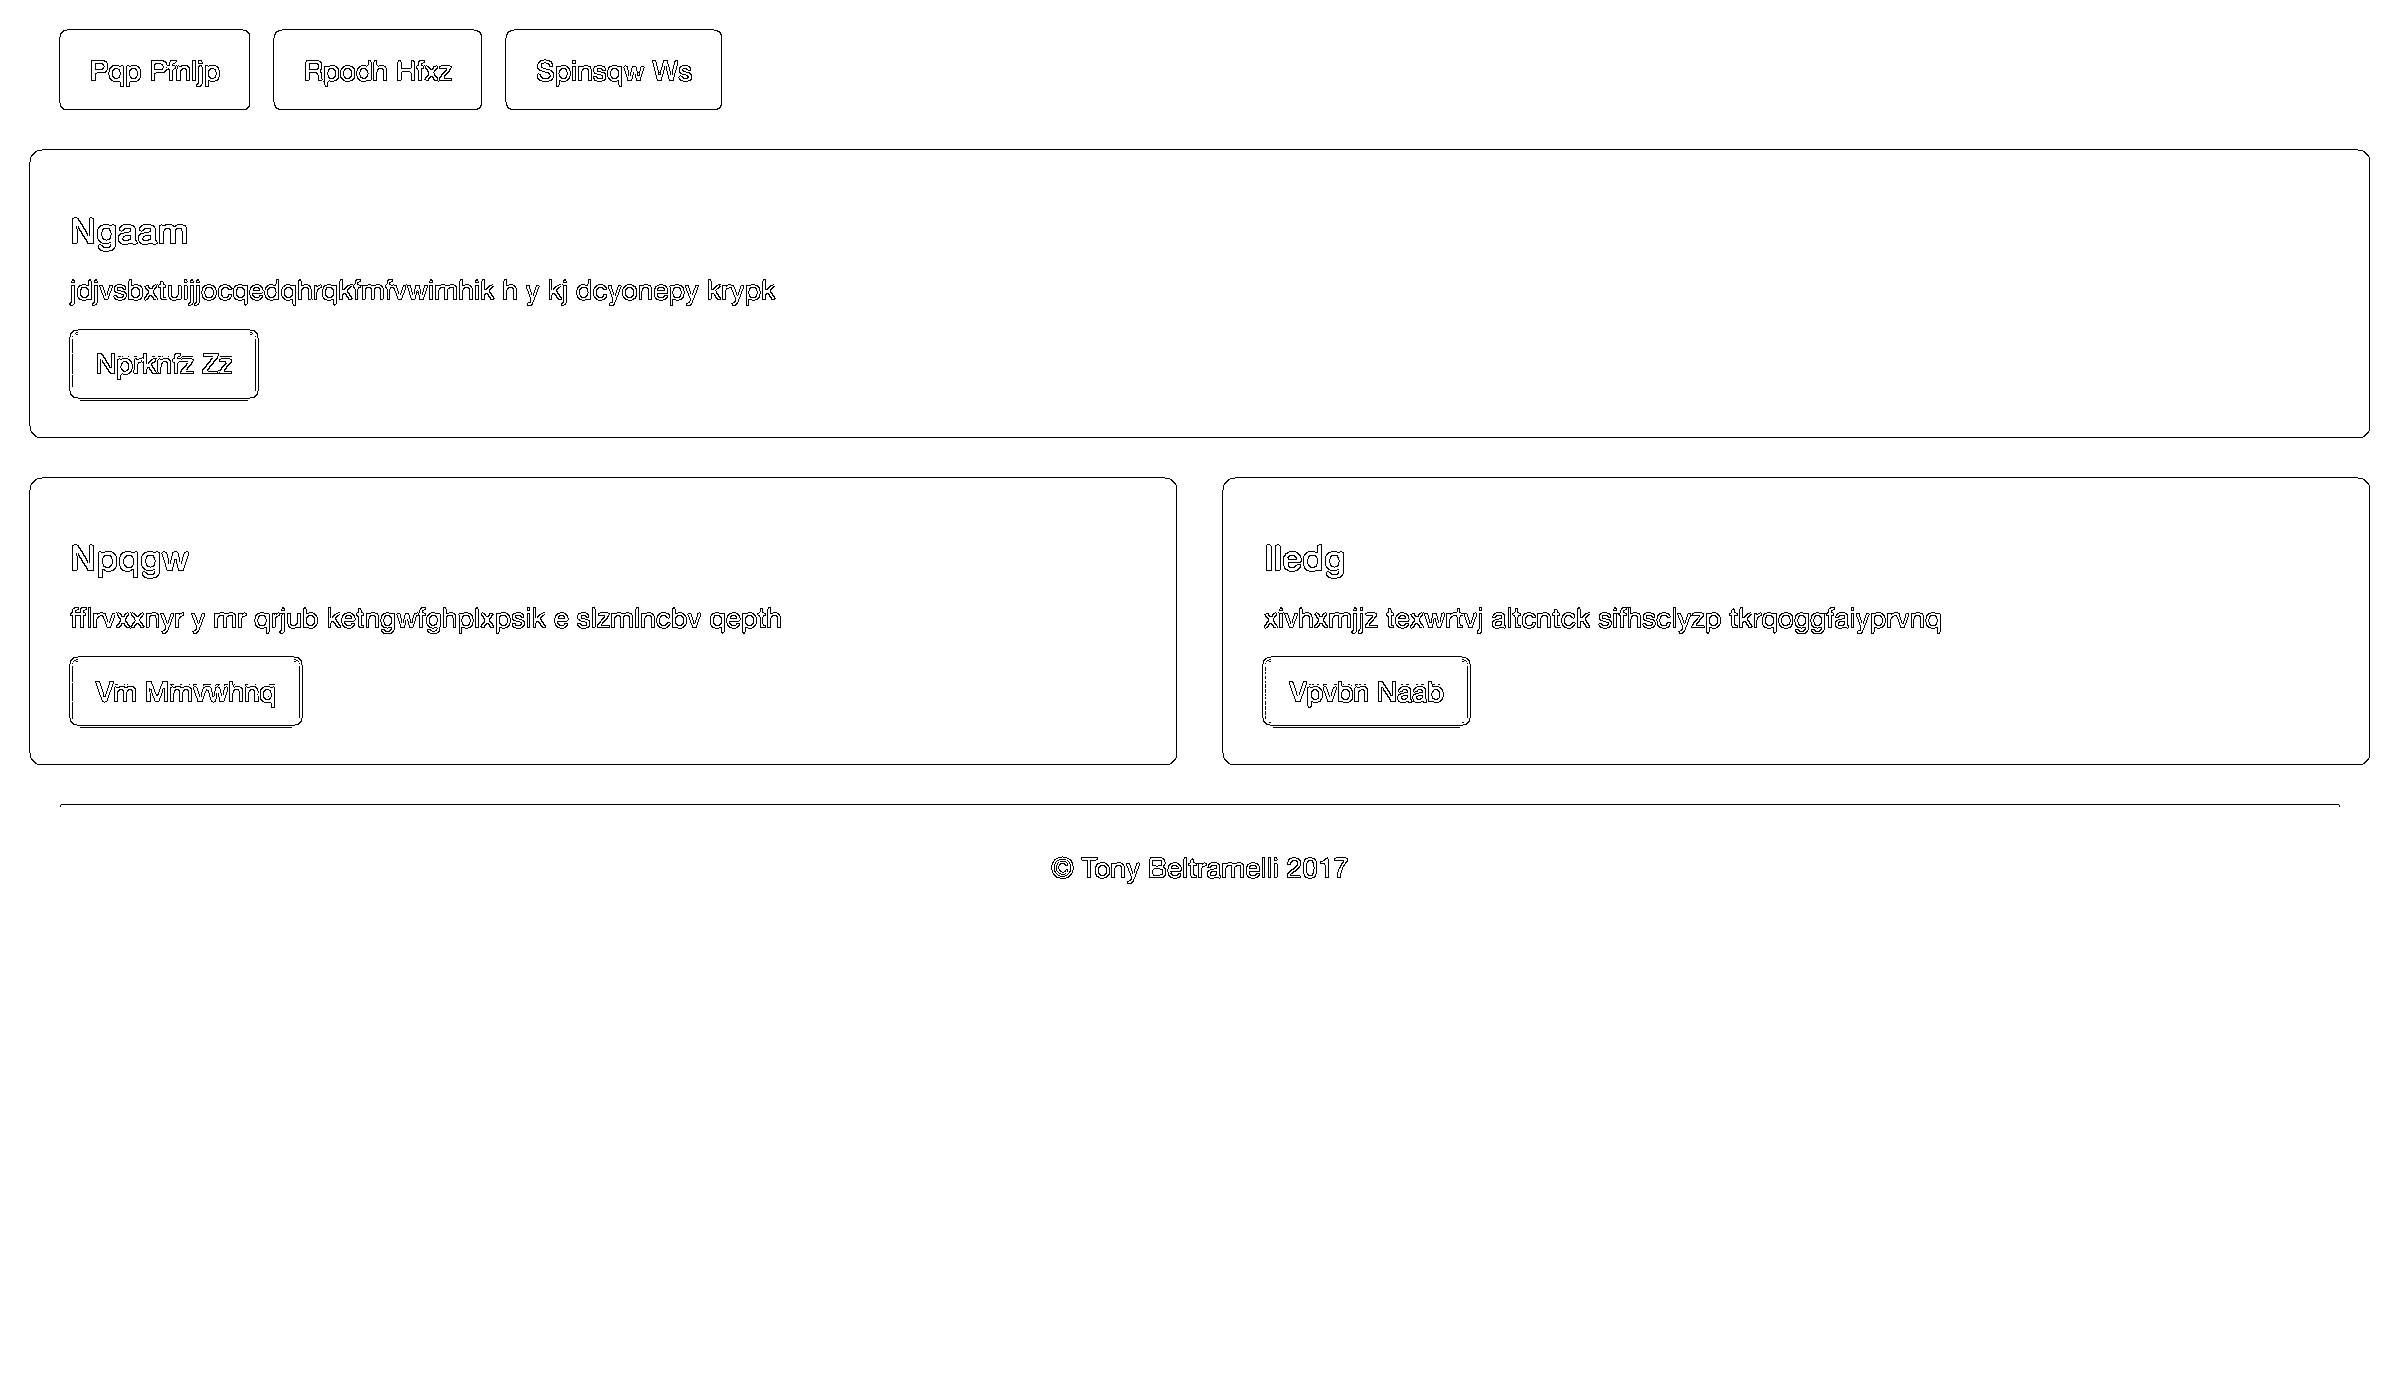 Pqp Pfnljp Rpodh Hfxz Spinsqw Ws
Ngaam
jdjvsbxtuijjocqedqhrqkfmfvwimhik h y kj dcyonepy krypk
Nprknfz Zz
Npqgw
fflrvxxnyr y mr qrjub ketngwfghplxpsik e slzmlncbv qepth
Vm Mmvwhnq
Iledg
xivhxmjjz texwrtvj altcntck sifhsclyzp tkrqoggfaiyprvnq
Vpvbn Naab
© Tony Beltramelli 2017